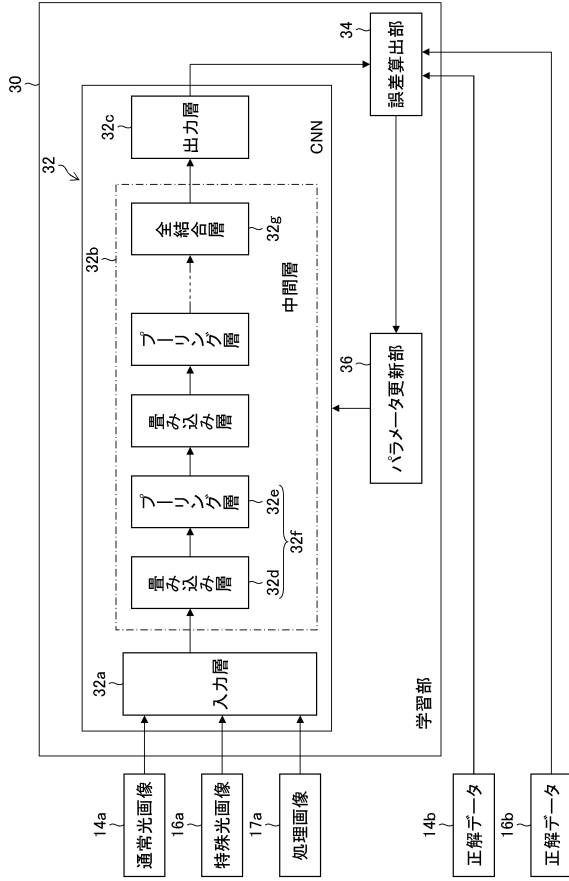 30
32
32a
入力層
32b
畳み込み層
32d
プーリング層
32e
32f
畳み込み層
プーリング層
全結合層
32g
中間層
32c
出力層
CNN
34
誤差算出部
36
パラメータ更新部
学習部
14a
通常光画像
16a
特殊光画像
17a
処理画像
14b
正解データ
16b
正解データ